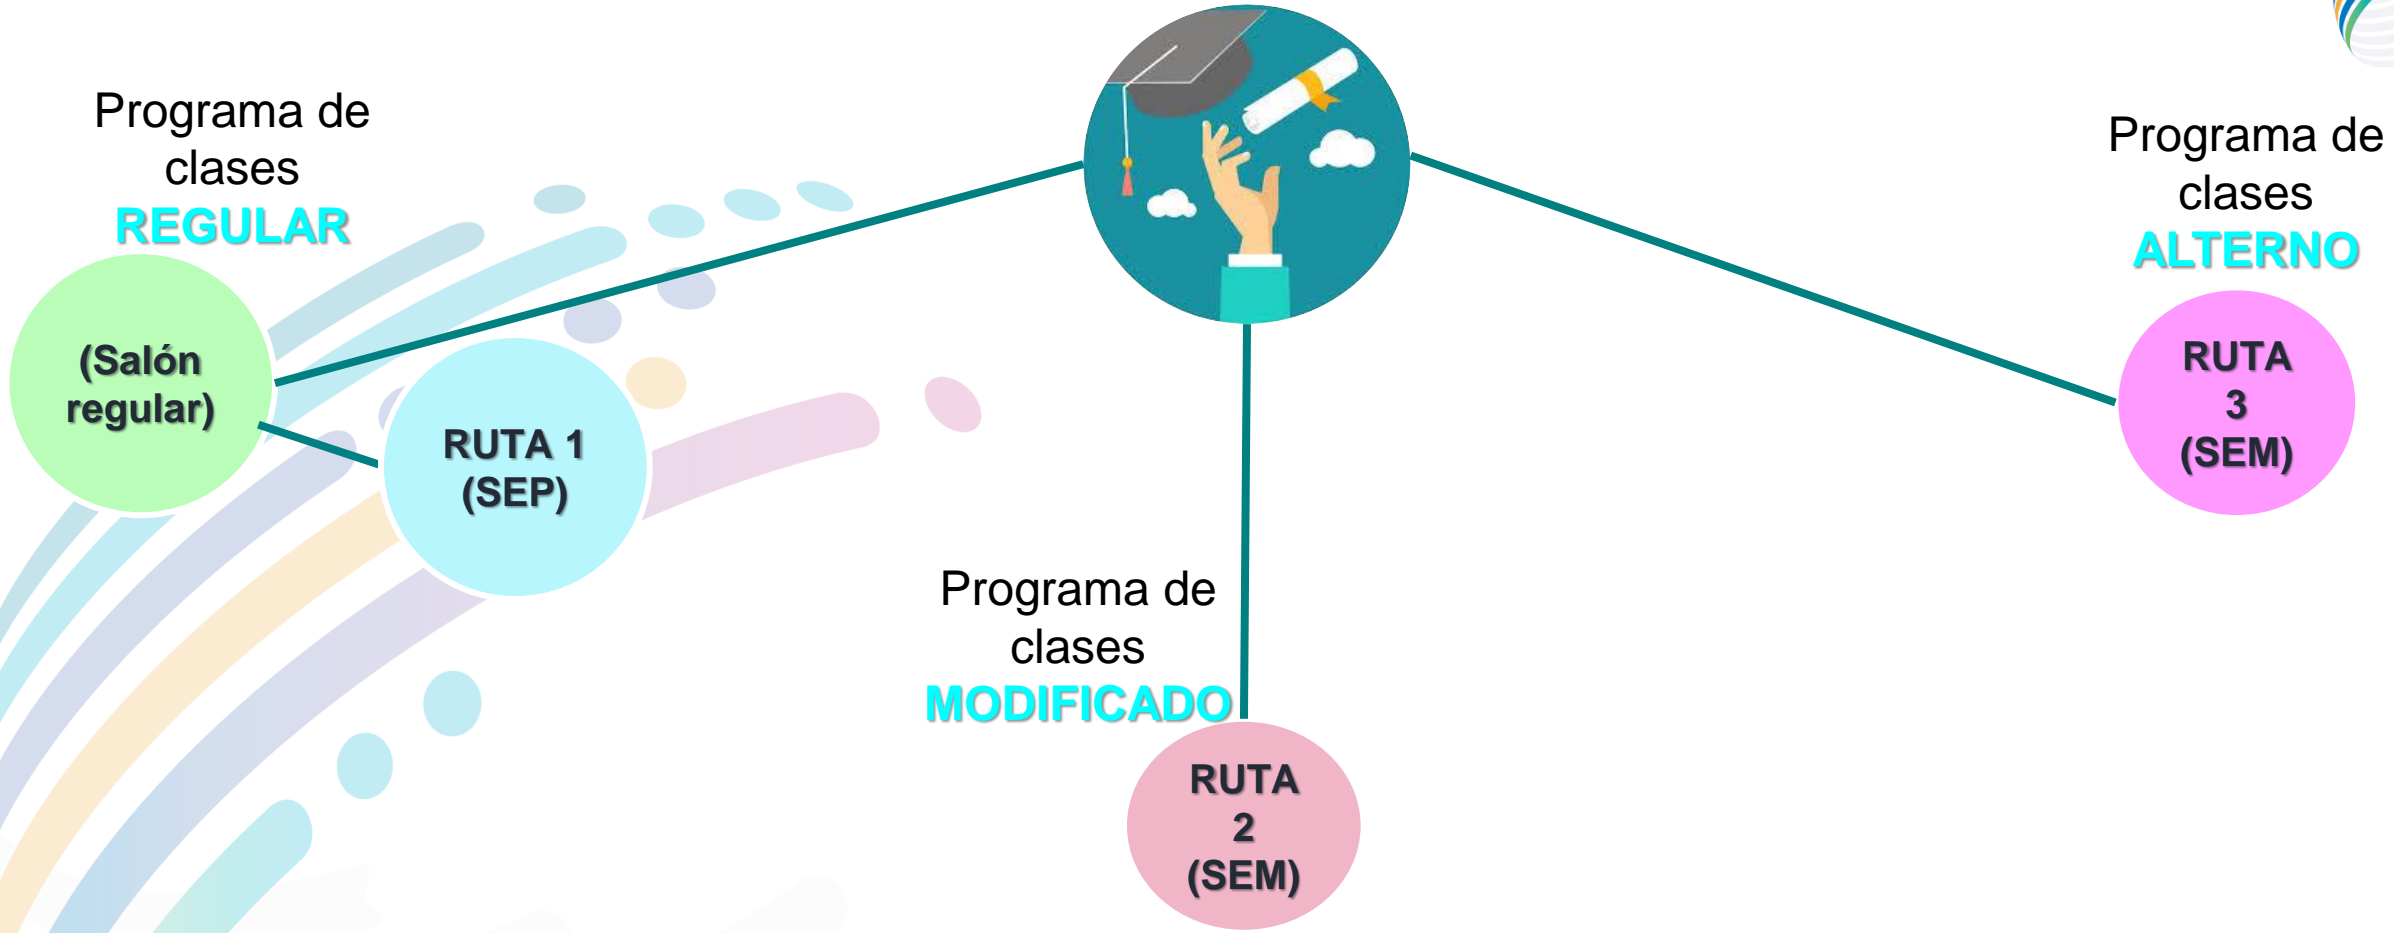 Programa de
clases
REGULAR
(Salón
regular)
RUTA 1
(SEP)
Programa de
clases
MODIFICADO
RUTA
2
(SEM)
Programa de
clases
ALTERNO
RUTA
3
(SEM)